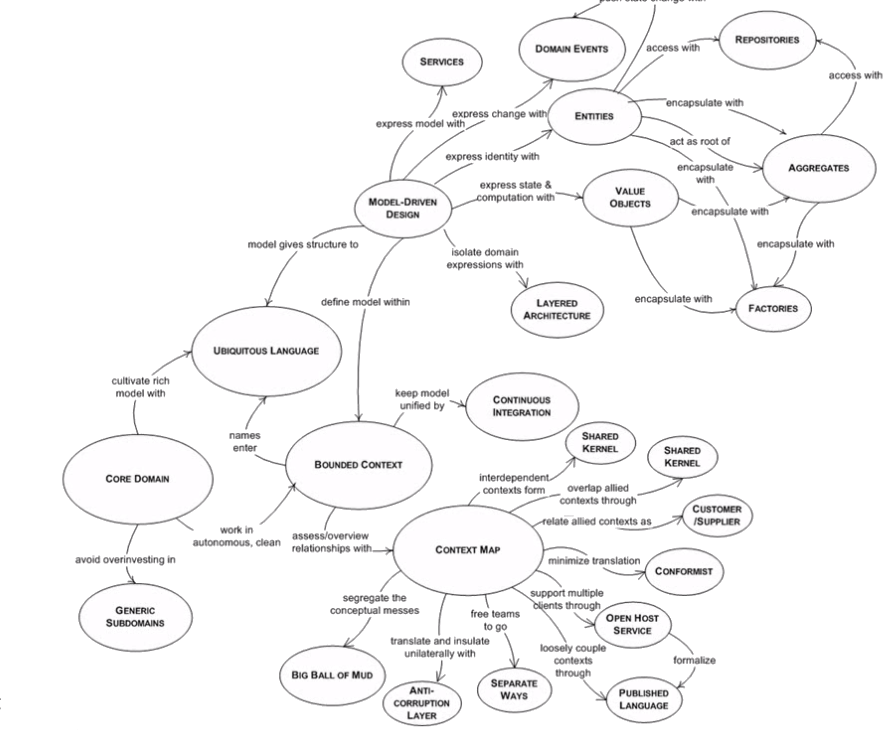 push state change with
SERVICES
DOMAIN EVENTS
REPOSITORIES
access with
access with
express model with
express change with
ENTITIES
encapsulate with
act as root of
express identity with
encapsulate
with
AGGREGATES
MODEL-DRIVEN
DESIGN
express state &
computation with
VALUE
OBJECTS
encapsulate with
model gives structure to
isolate domain
expressions with
encapsulate with
define model within
LAYERED
ARCHITECTURE
encapsulate with
FACTORIES
UBIQUITOUS LANGUAGE
cultivate rich
model with
keep model
unified by
CONTINUOUS
INTEGRATION
names
enter
CORE DOMAIN
BOUNDED CONTEXT
SHARED
KERNEL
SHARED
KERNEL
interdependent
contexts form
overlap allied
contexts through
work in
autonomous, clean
assess/overview
relationships with
CONTEXT MAP
relate allied contexts as
CUSTOMER
/SUPPLIER
avoid overinvesting in
minimize translation
CONFORMIST
GENERIC
SUBDOMAINS
segregate the
conceptual messes
free teams
to go
support multiple
clients through
OPEN HOST
SERVICE
translate and insulate
unilaterally with
loosely couple
contexts
through
formalize
BIG BALL OF MUD
ANTI-
CORRUPTION
LAYER
SEPARATE
WAYS
PUBLISHED
LANGUAGE